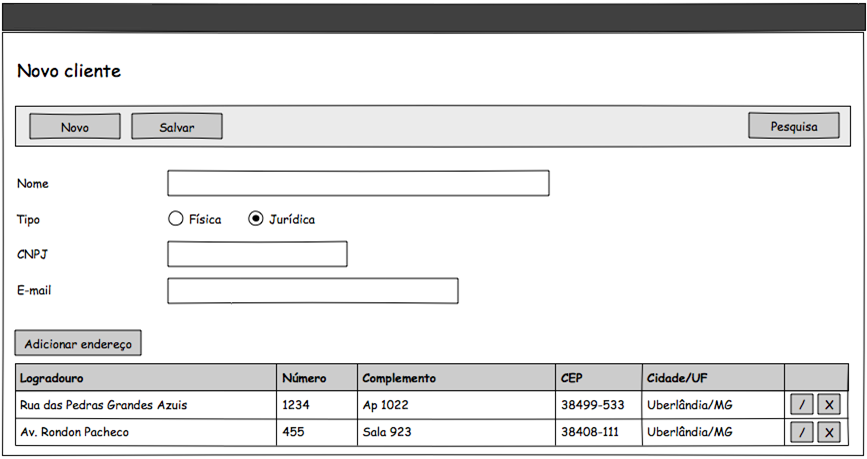 Novo cliente
Novo Salvar Pesquisa
Nome
Tipo Física Jurídica
CNPJ
E-mail
Adicionar endereço
Logradouro Número Complemento CEP Cidade/UF
Rua das Pedras Grandes Azuis 1234 Ap 1022 38499-533 Uberlândia/MG / X
Av. Rondon Pacheco 455 Sala 923 38408-111 Uberlândia/MG / X